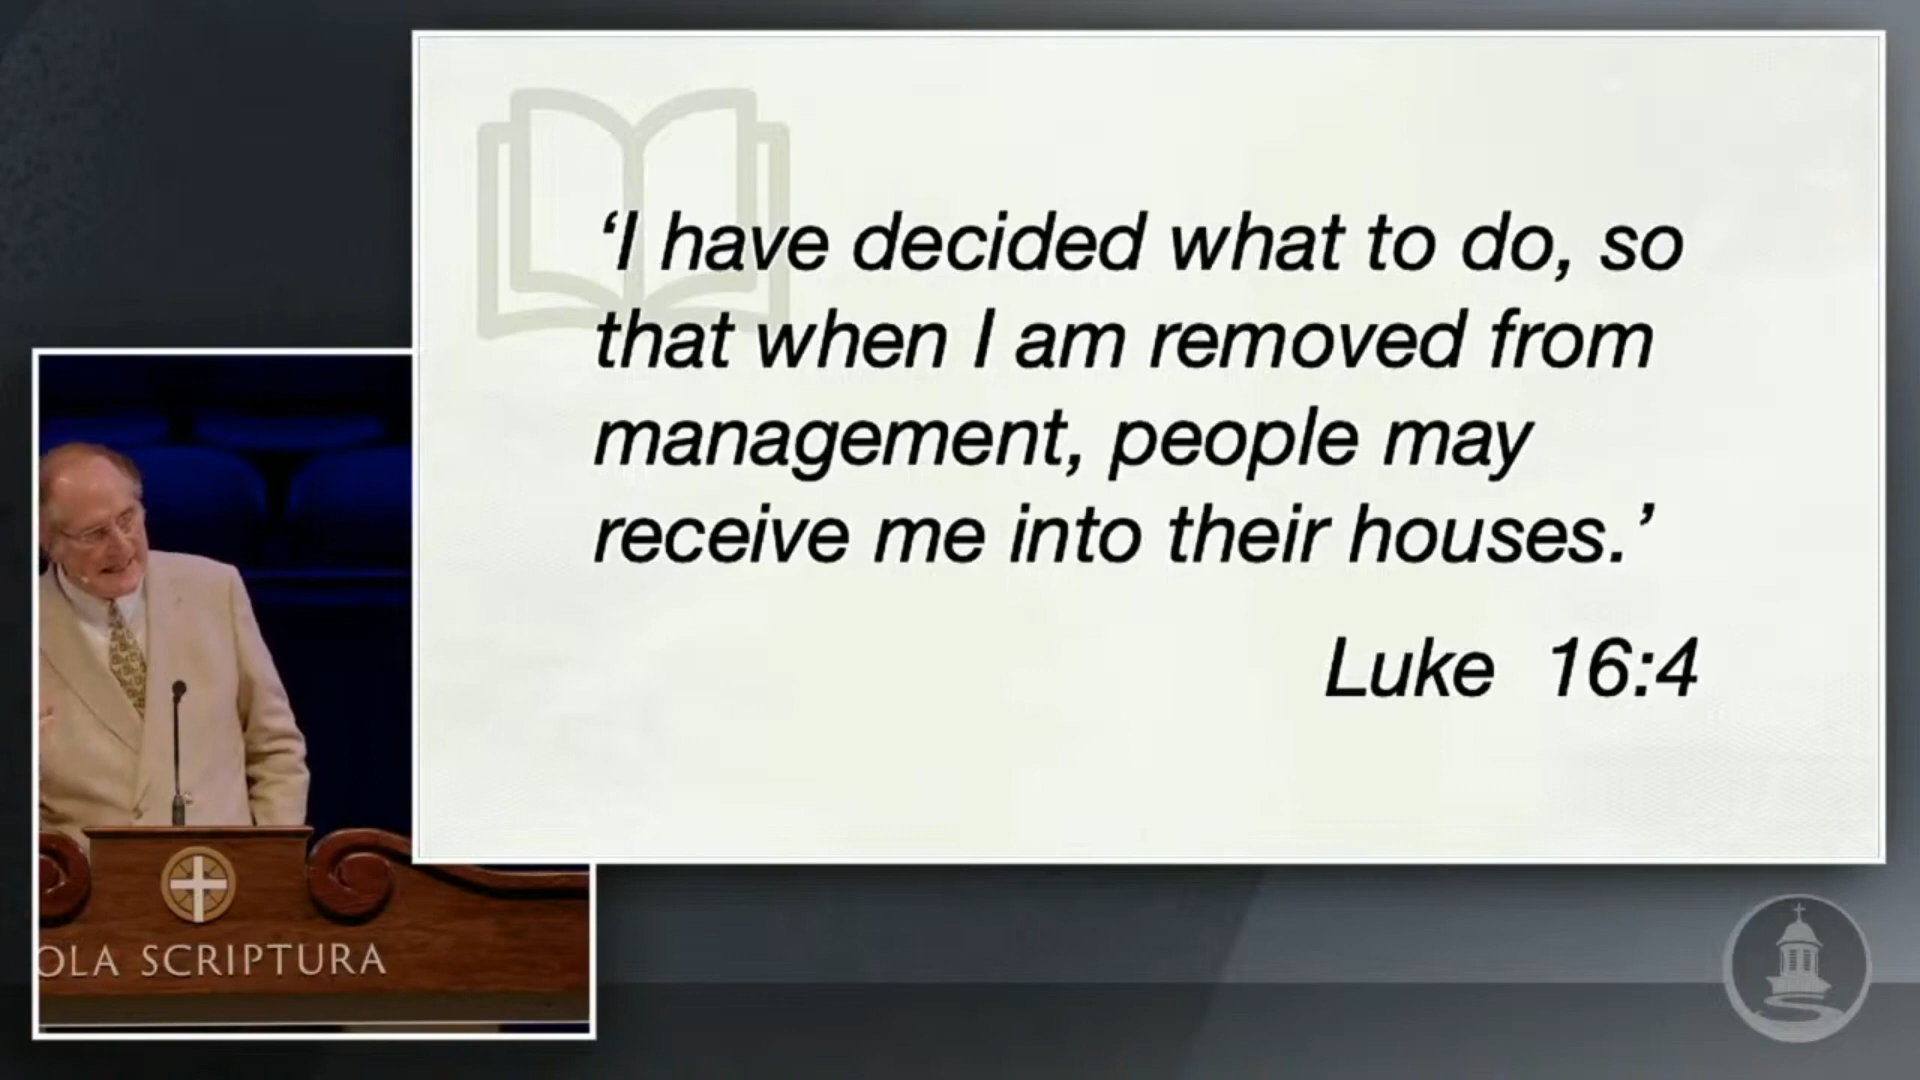 ‘I have decided what to do, so
that when I am removed from
management, people may
receive me into their houses.’
Luke 16:4
OLA SCRIPTURA